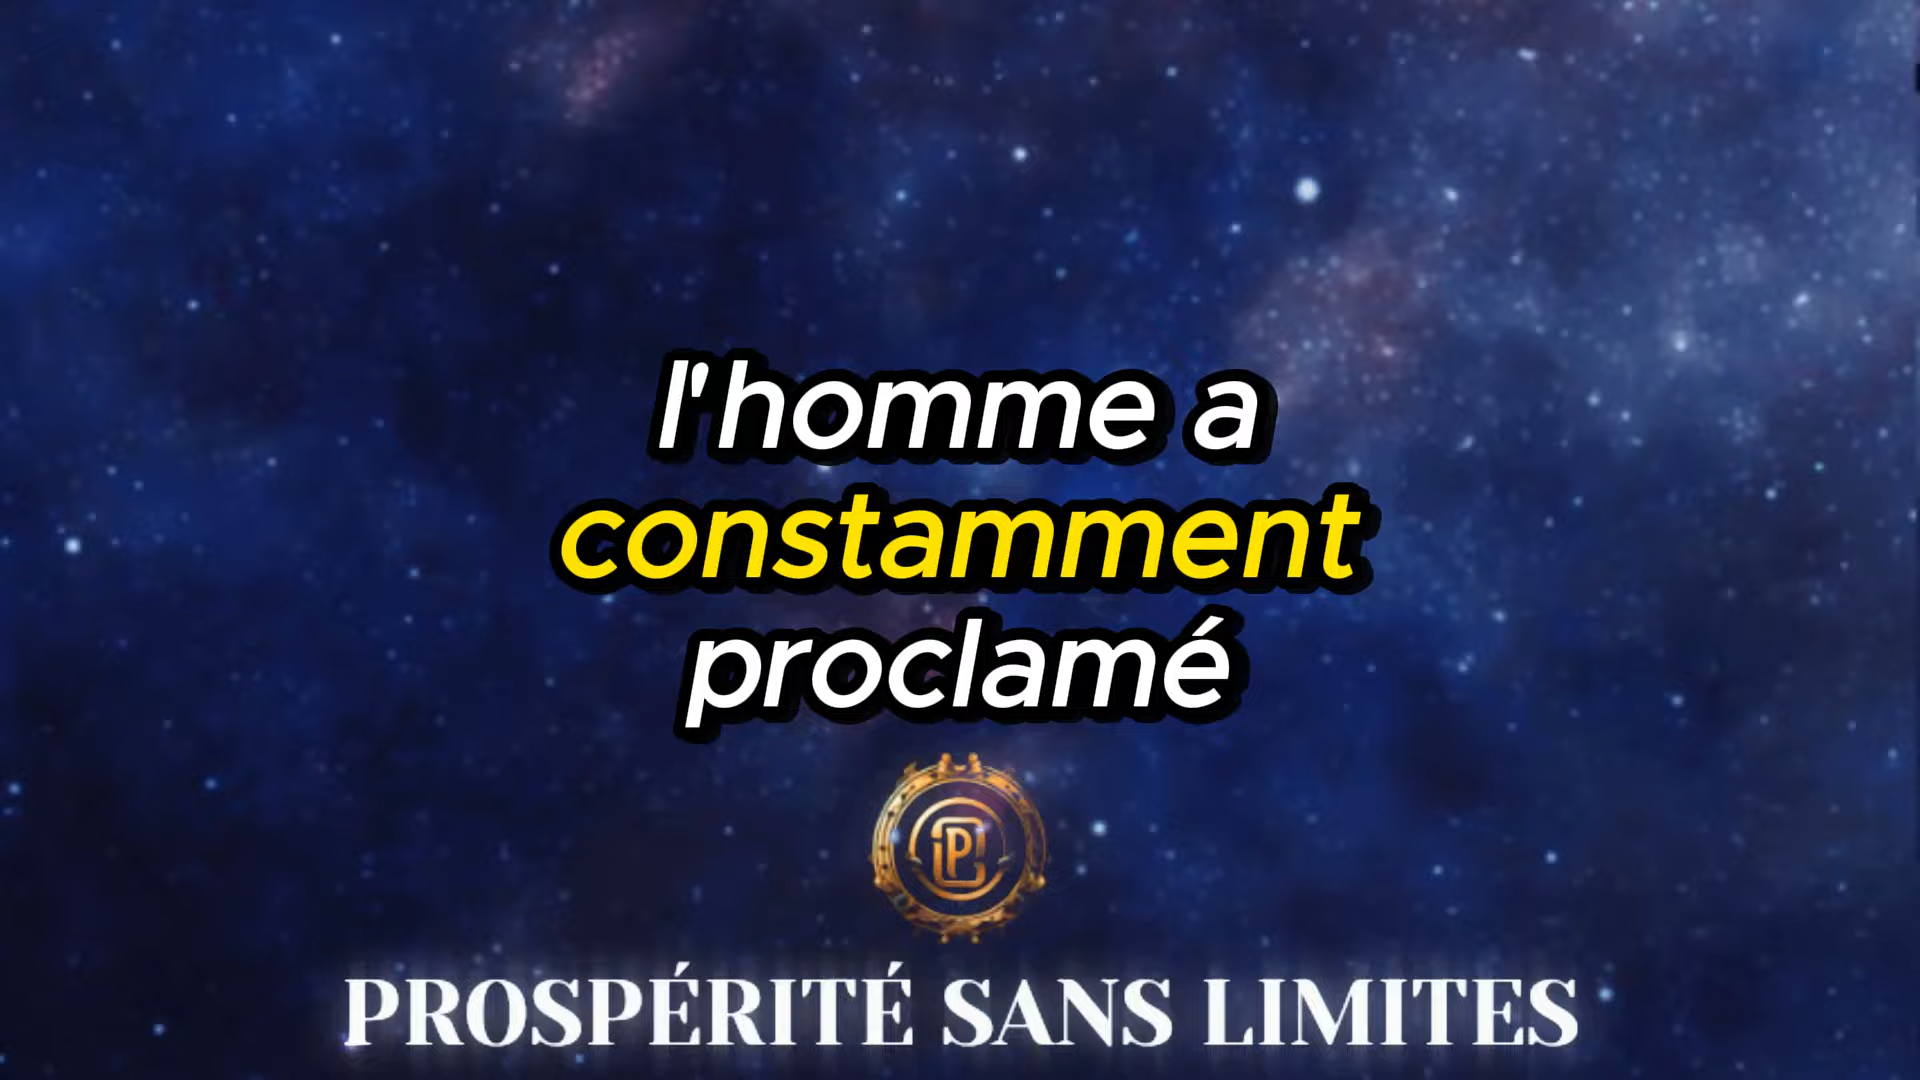 l'homme a
constamment
proclamé
P
PROSPÉRITÉ SANS LIMITES